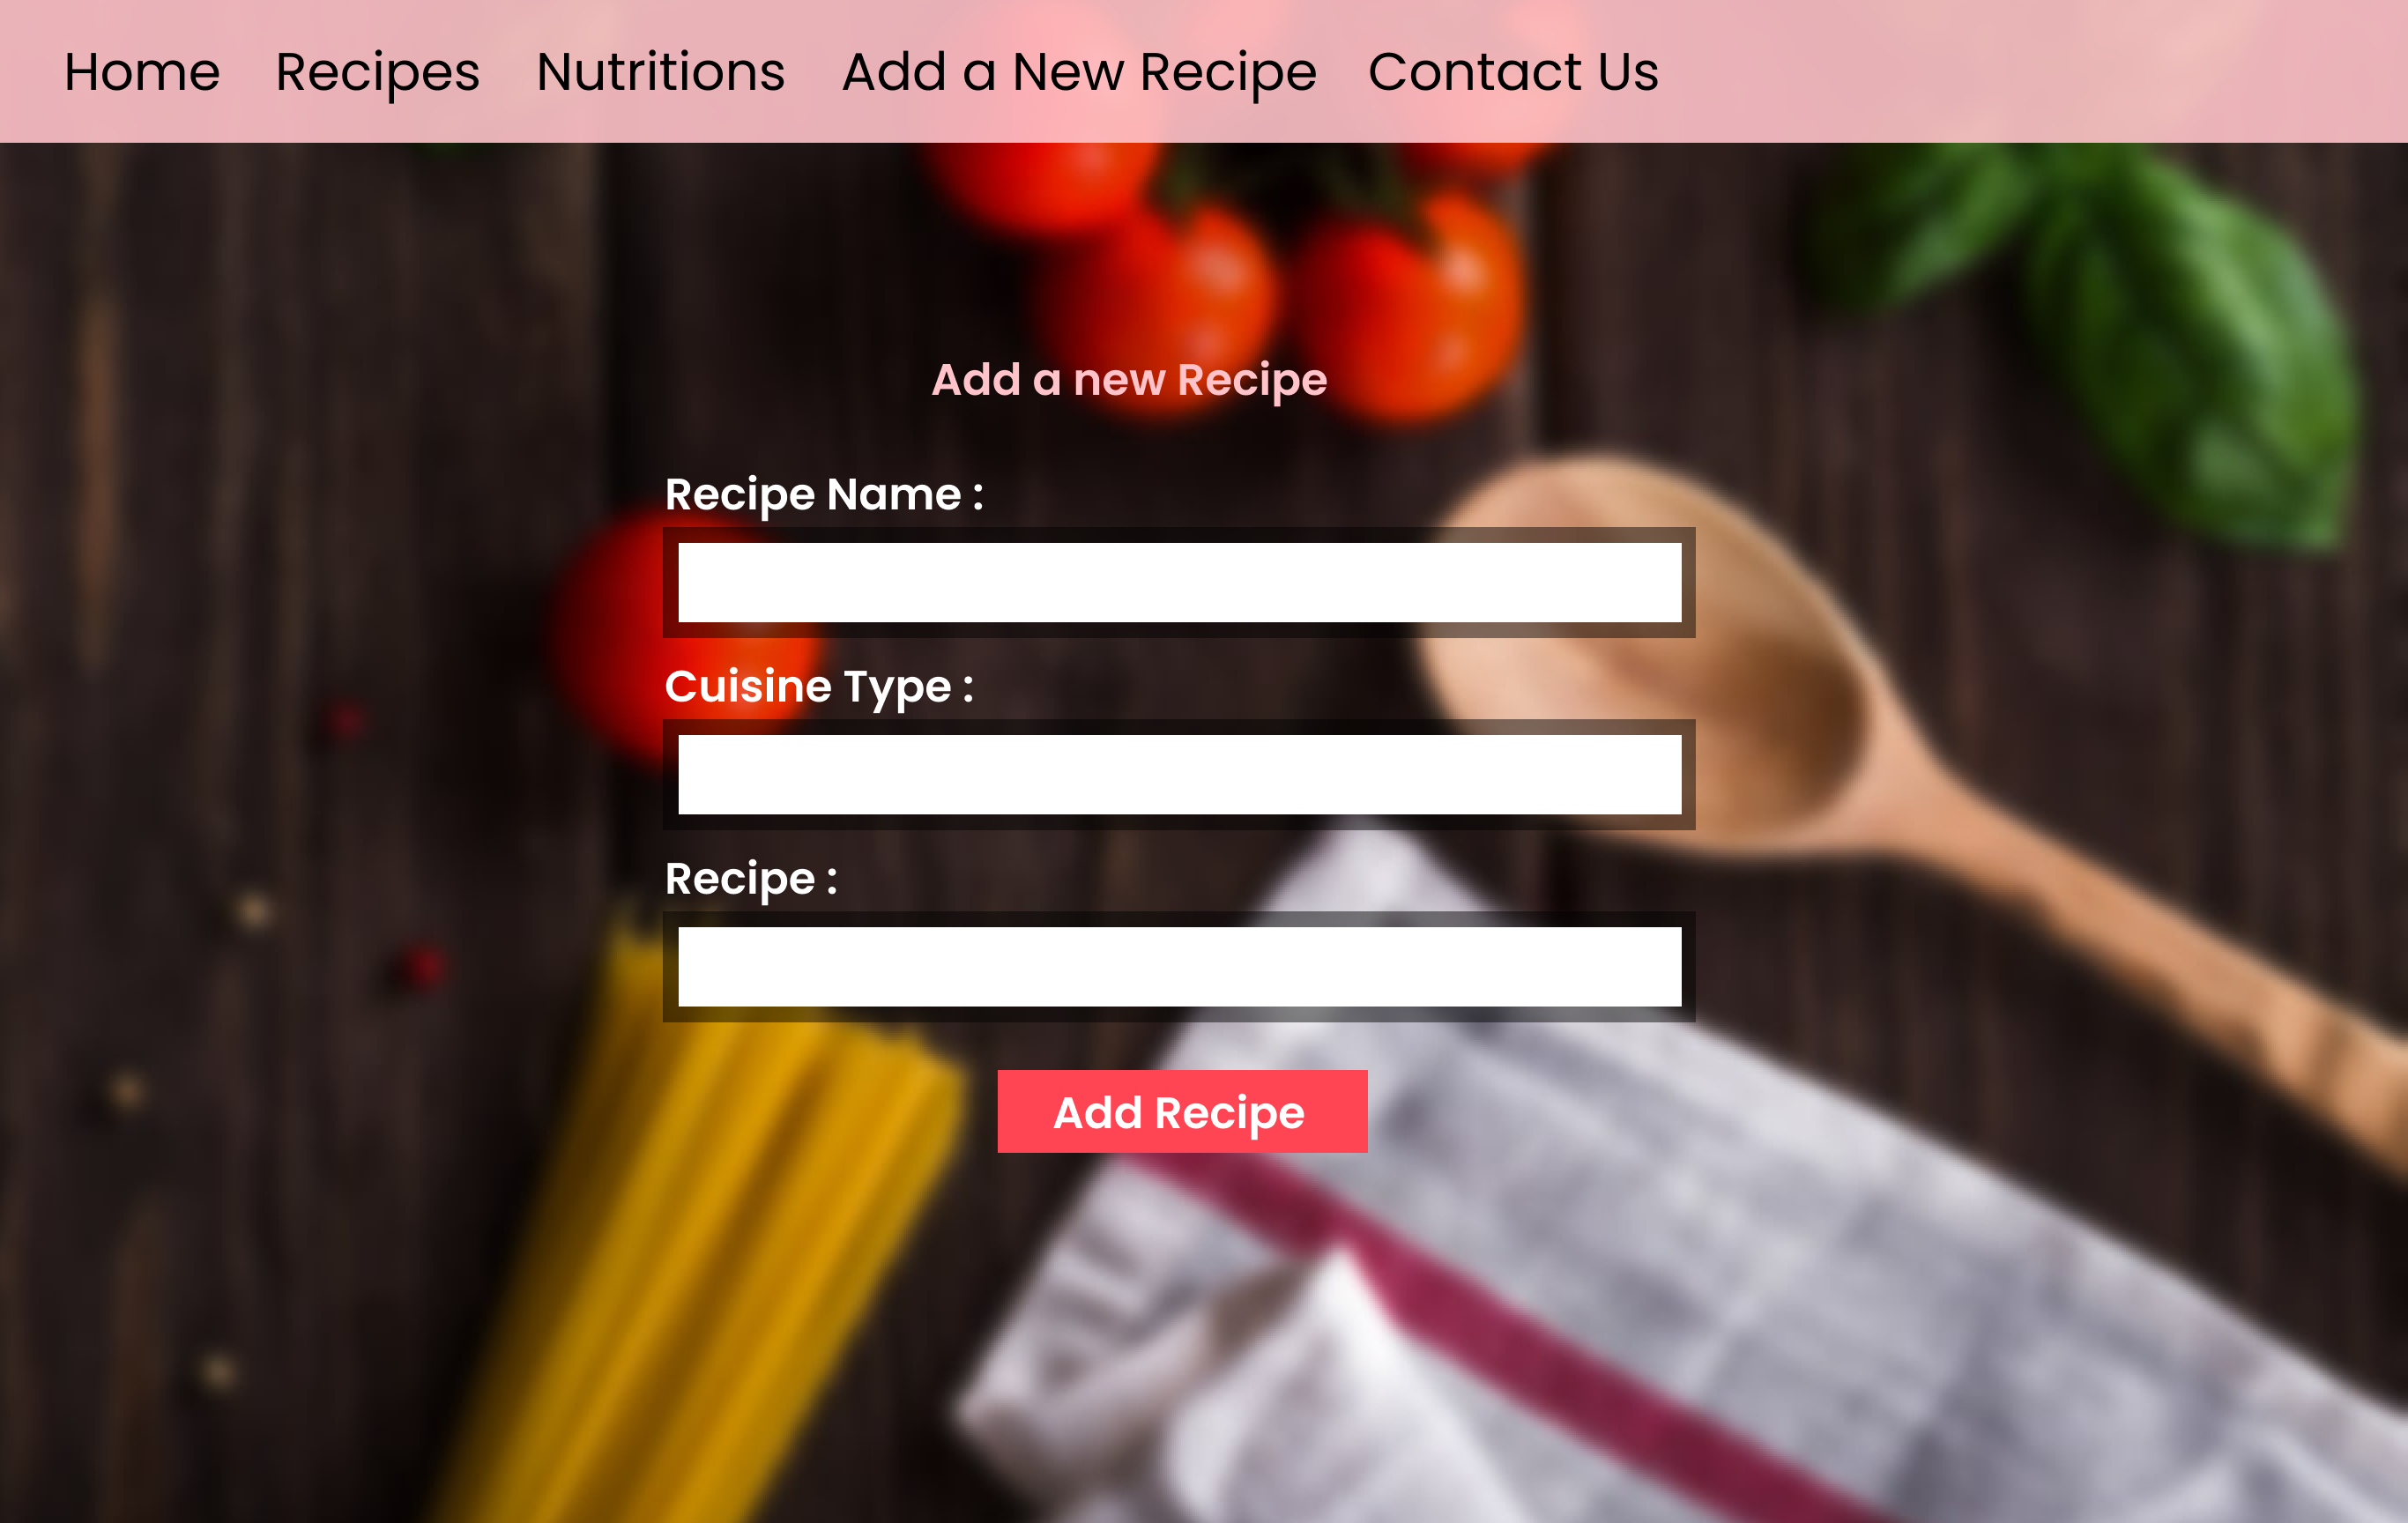 Home Recipes Nutritions Add a New Recipe Contact Us
Add a new Recipe
Recipe Name :
Cuisine Type :
Recipe :
Add Recipe